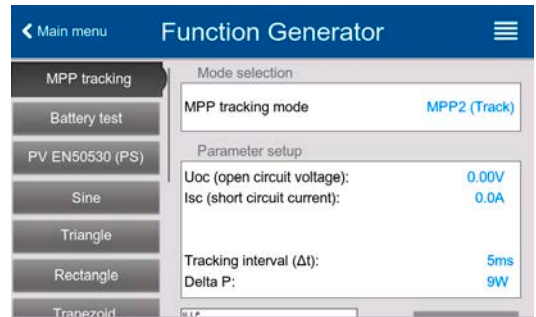 Main menu
Function Generator
MPP tracking
Battery test
PV EN50530 (PS)
Sine
Triangle
Rectangle
Trapezoid
Mode selection
MPP tracking mode MPP2 (Track)
Parameter setup
Uoc (open circuit voltage): 0.00V
Isc (short circuit current): 0.0A
Tracking interval (Δt): 5ms
Delta P: 9W